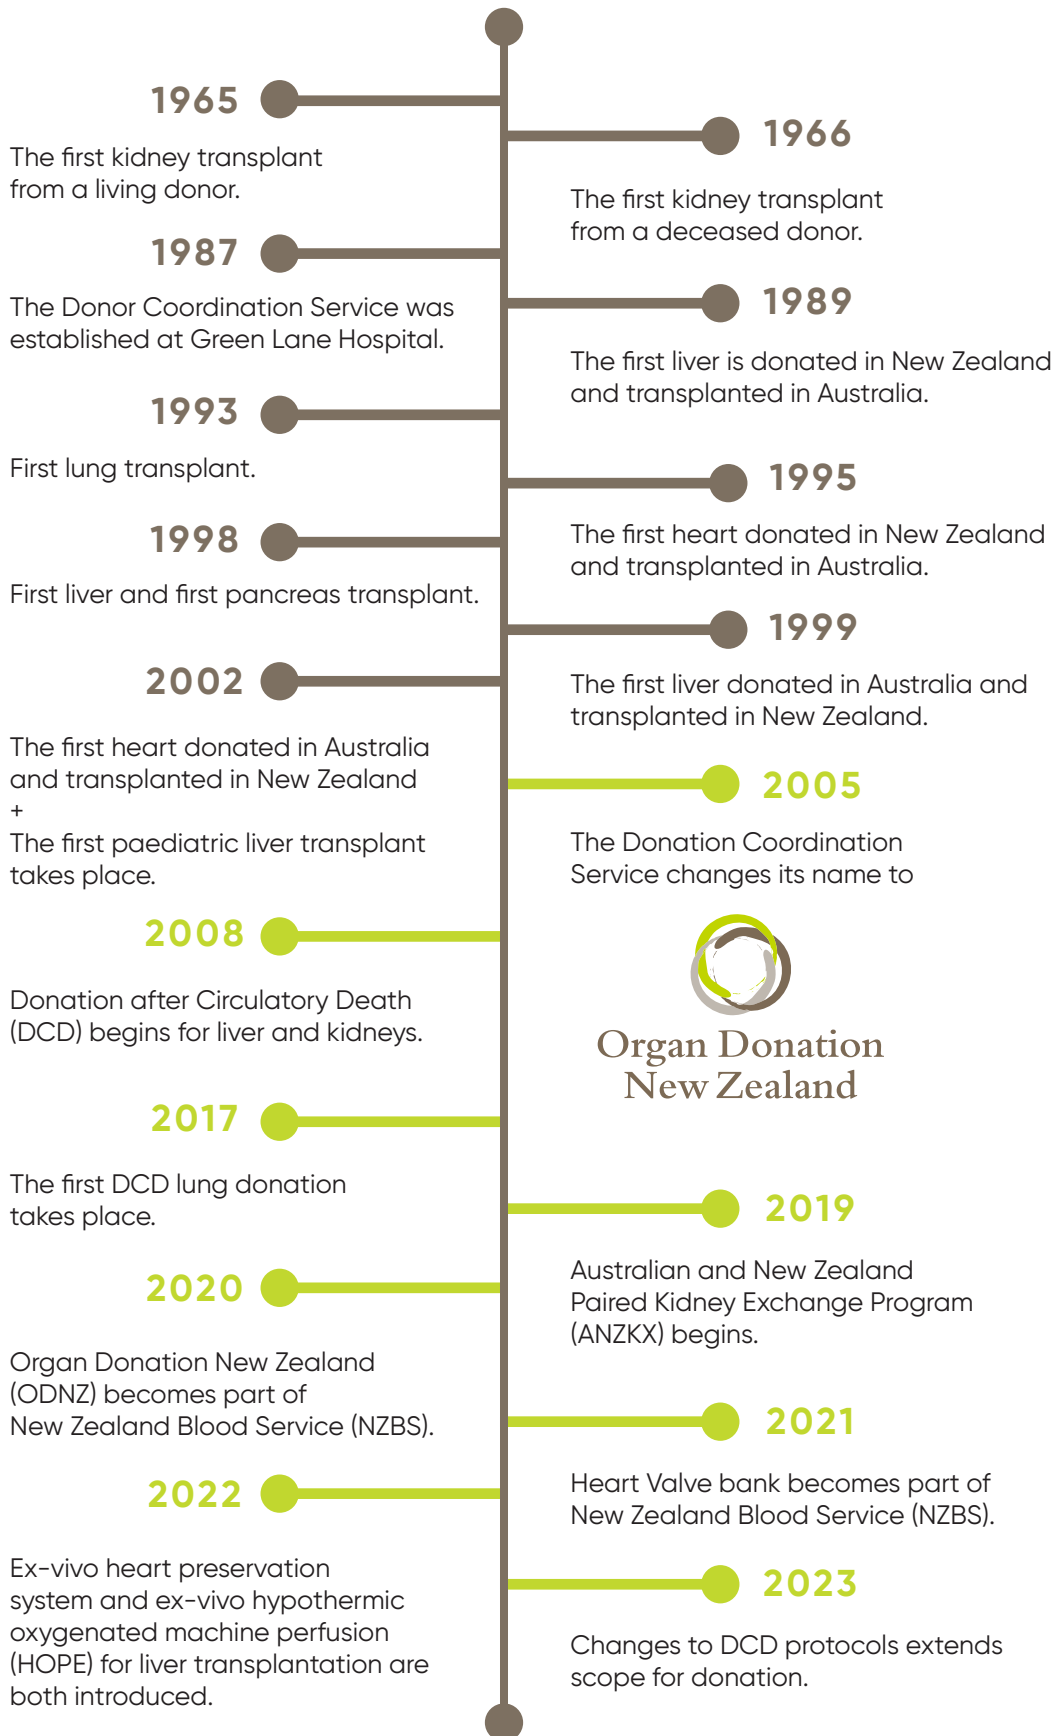 1965
The first kidney transplant
from a living donor.
1966
The first kidney transplant
from a deceased donor.
1987
The Donor Coordination Service was
established at Green Lane Hospital.
1989
The first liver is donated in New Zealand
and transplanted in Australia.
1993
First lung transplant.
1995
The first heart donated in New Zealand
and transplanted in Australia.
1998
First liver and first pancreas transplant.
1999
The first liver donated in Australia and
transplanted in New Zealand.
2002
The first heart donated in Australia
and transplanted in New Zealand
+
The first paediatric liver transplant
takes place.
2005
The Donation Coordination
Service changes its name to
Organ Donation
New Zealand
2008
Donation after Circulatory Death
(DCD) begins for liver and kidneys.
2017
The first DCD lung donation
takes place.
2019
Australian and New Zealand
Paired Kidney Exchange Program
(ANZKX) begins.
2020
Organ Donation New Zealand
(ODNZ) becomes part of
New Zealand Blood Service (NZBS).
2021
Heart Valve bank becomes part of
New Zealand Blood Service (NZBS).
2022
Ex-vivo heart preservation
system and ex-vivo hypothermic
oxygenated machine perfusion
(HOPE) for liver transplantation are
both introduced.
2023
Changes to DCD protocols extends
scope for donation.